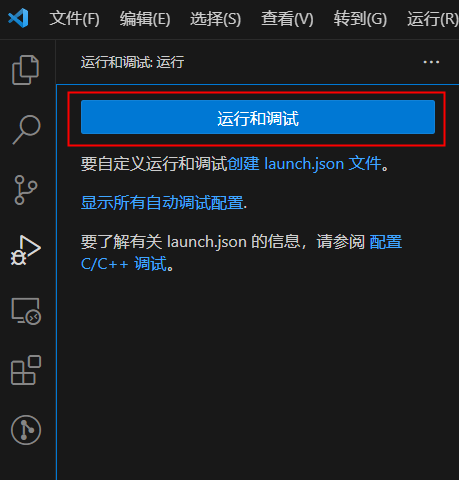 文件(F) 编辑(E) 选择(S) 查看(V) 转到(G) 运行(R)
运行和调试: 运行
运行和调试
要自定义运行和调试创建 launch.json 文件。
显示所有自动调试配置.
要了解有关 launch.json 的信息，请参阅 配置
C/C++ 调试。